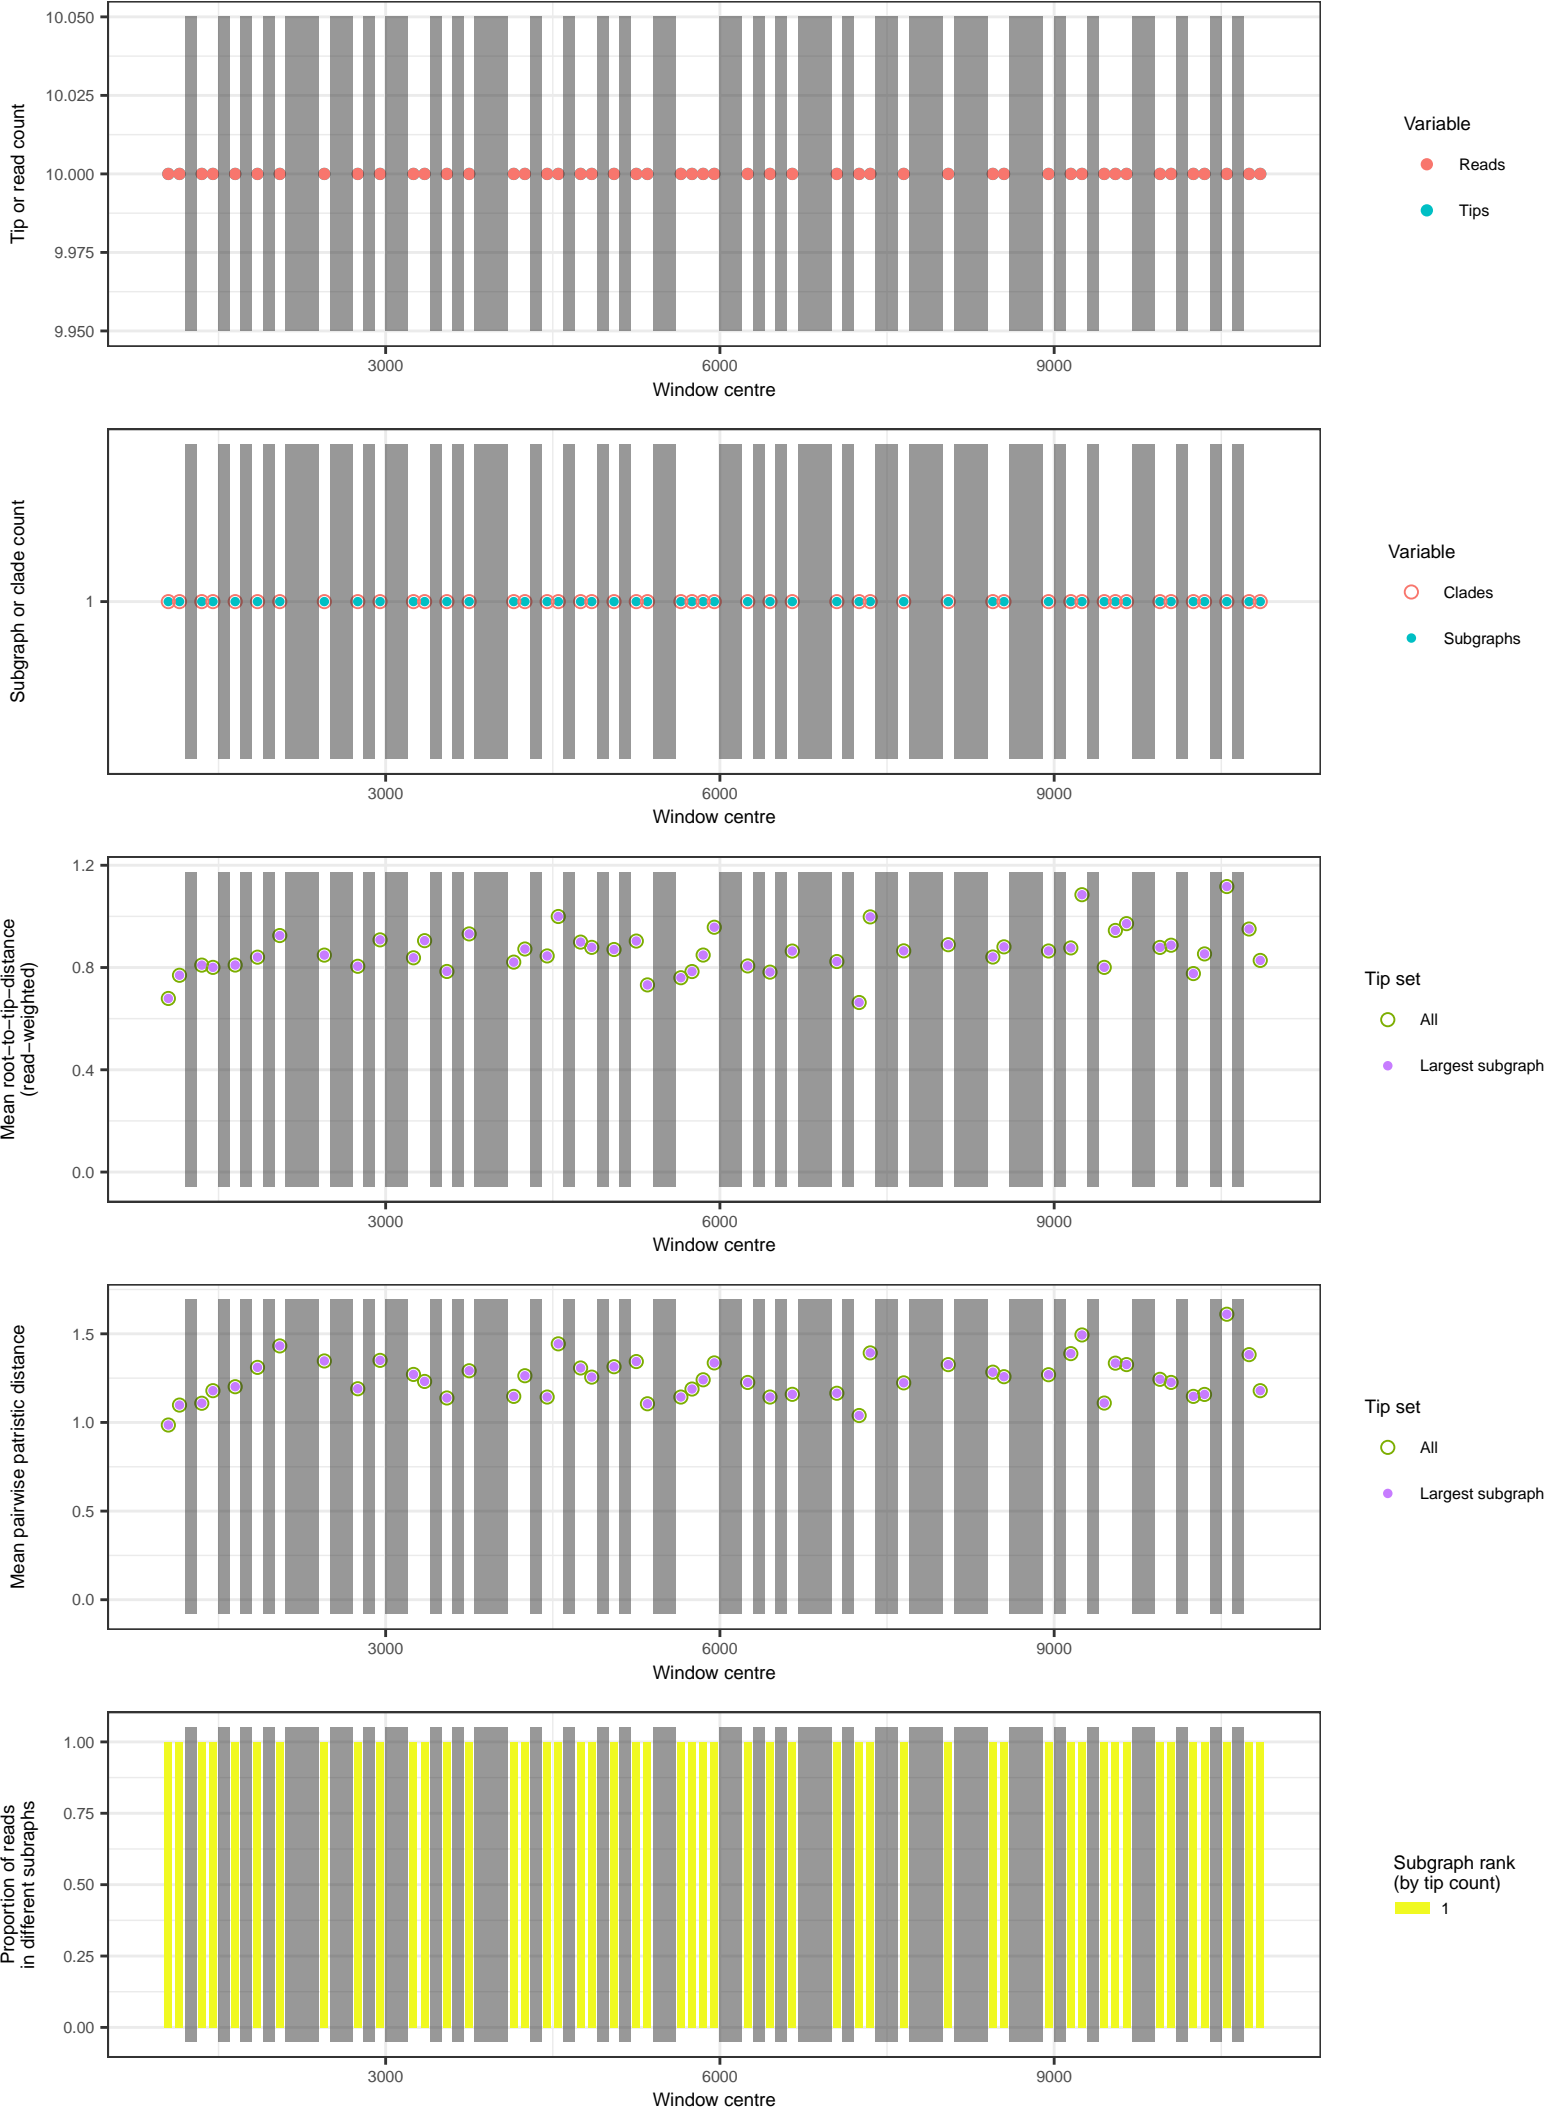 10.050
10.025
10.000
9.975
9.950
Tip or read count
3000
6000
9000
Window centre
Variable
Reads
Tips
Subgraph or clade count
1
3000
6000
9000
Window centre
Variable
Clades
Subgraphs
Mean root−to−tip−distance
(read−weighted)
1.2
0.8
0.4
0.0
3000
6000
9000
Window centre
Tip set
All
Largest subgraph
Mean pairwise patristic distance
1.5
1.0
0.5
0.0
3000
6000
9000
Window centre
Tip set
All
Largest subgraph
Proportion of reads
in different subraphs
1.00
0.75
0.50
0.25
0.00
3000
6000
9000
Window centre
Subgraph rank
(by tip count)
1